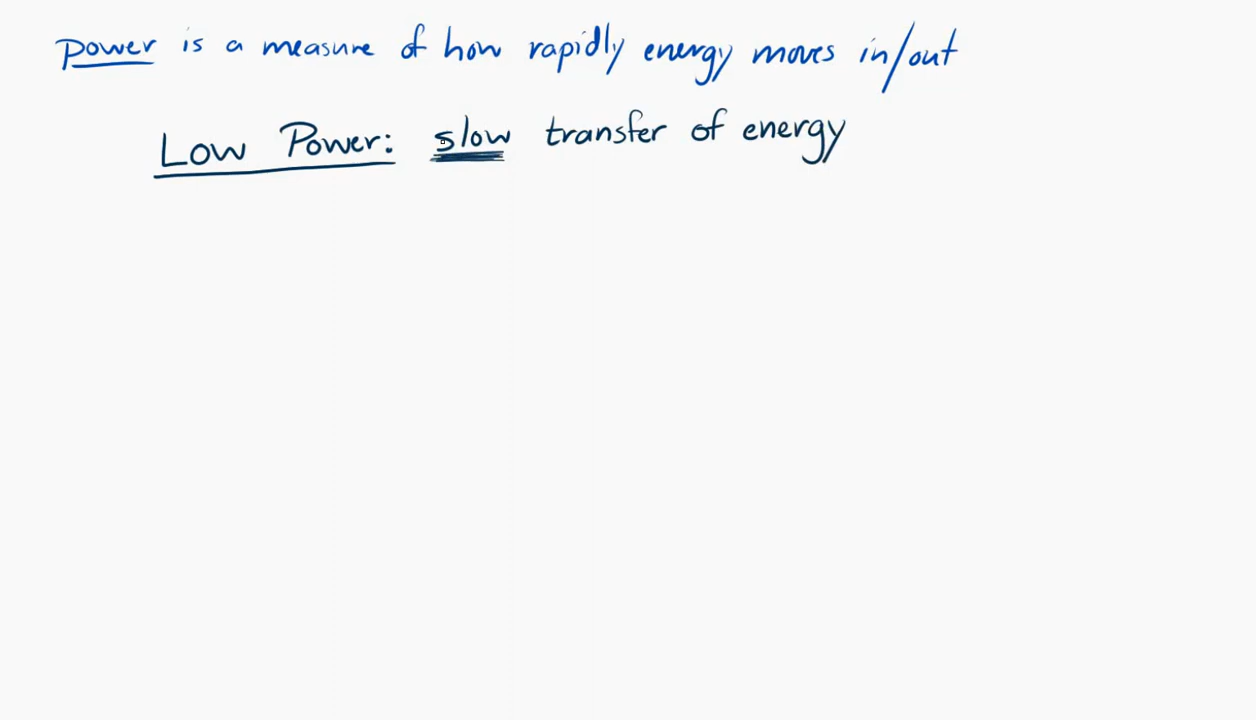 Power is a measure of how rapidly energy moves in/out
Low Power: slow transfer of energy